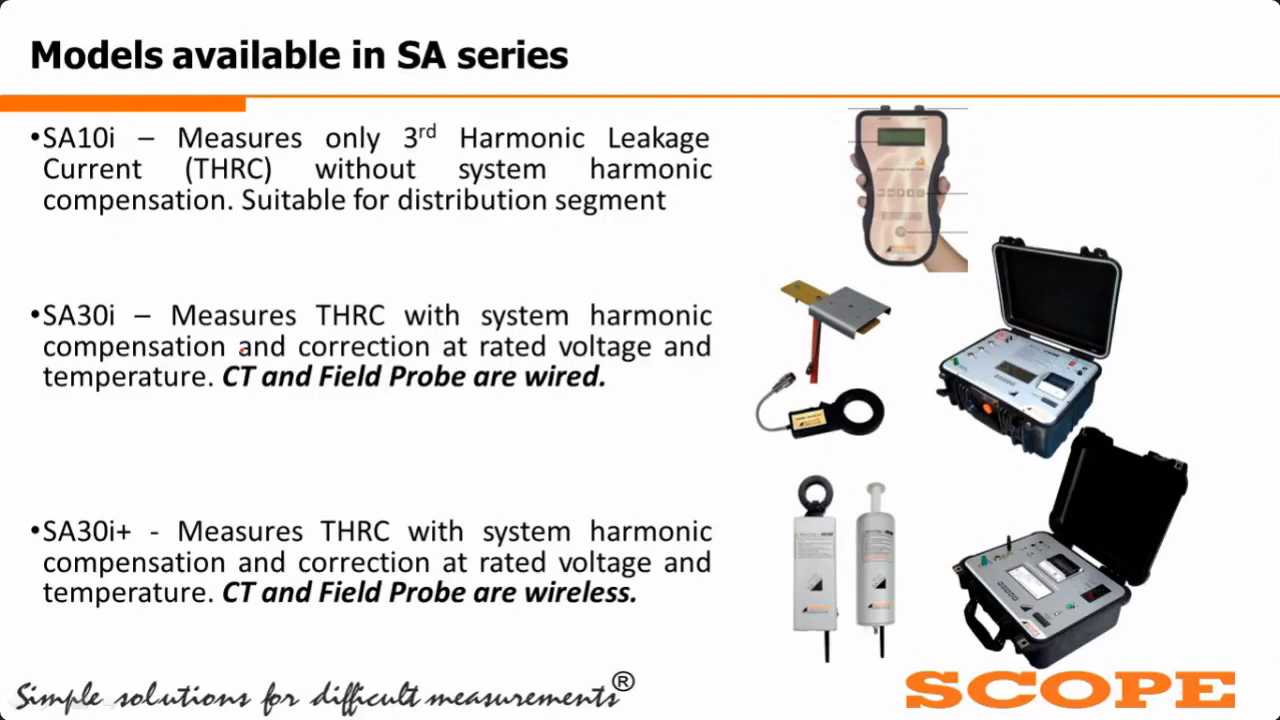 Models available in SA series
•SA10i – Measures only 3rd Harmonic Leakage
Current (THRC) without system harmonic
compensation. Suitable for distribution segment
•SA30i – Measures THRC with system harmonic
compensation and correction at rated voltage and
temperature. CT and Field Probe are wired.
•SA30i+ - Measures THRC with system harmonic
compensation and correction at rated voltage and
temperature. CT and Field Probe are wireless.
Simple solutions for difficult measurements®
SCOPE